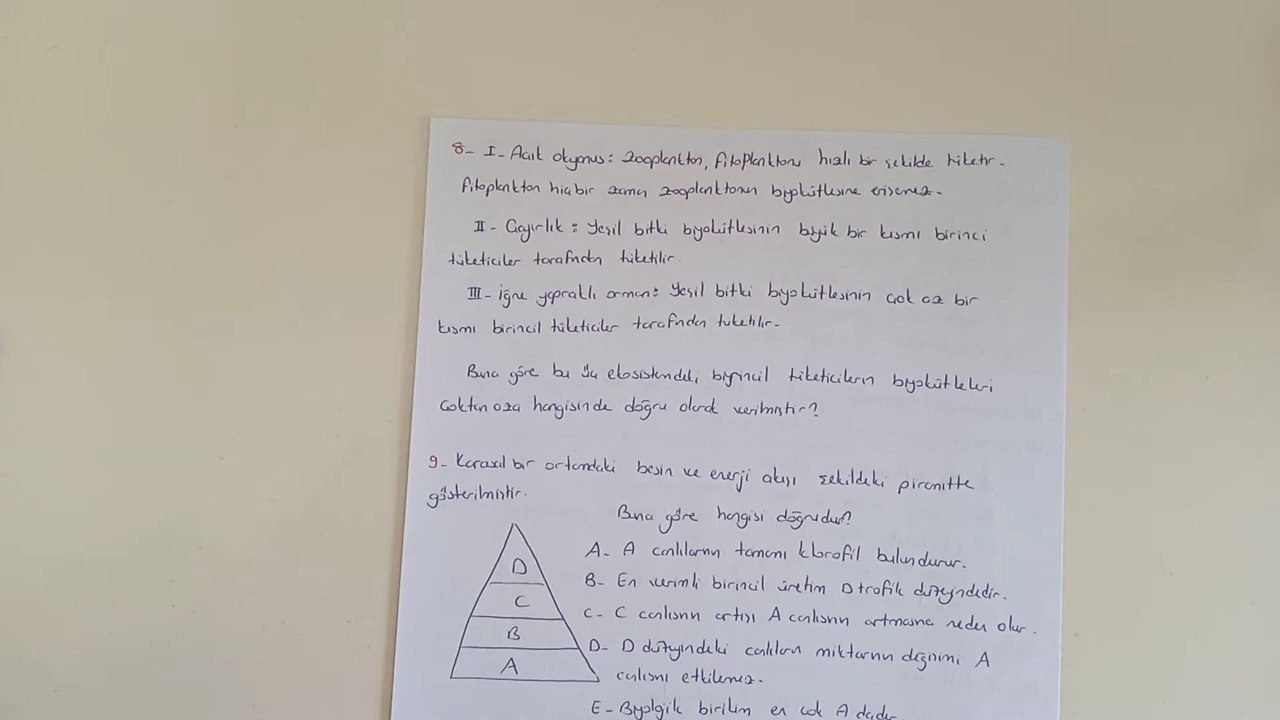 8- I- Açık okyonus: zooplankton, fitoplanktonu hızlı bir şekilde tüketir.
fitoplankton hiçbir zaman zooplanktonun biyokütlesine erişemez.
II- Çayırlık: Yeşil bitki biyokütlesinin büyük bir kısmı birinci
tüketiciler tarafından tüketilir.
III- iğne yapraklı orman: Yeşil bitki biyokütlesinin çok az bir
kısmı birincil tüketiciler tarafından tüketilir.
Buna göre bu üç ekosistemdeki birincil tüketicilerin biyokütleleri
çoktan aza hangisinde doğru olarak verilmiştir?
9- Karasal bir ortamdaki besin ve enerji akışı şekildeki piramitte
gösterilmiştir.
Buna göre hangisi doğrudur?
A- A canlılarının tamamı klorofil bulundurur.
B- En verimli birincil üretim D trofik düzeyindedir.
C- C canlısının artışı A canlısının artmasına neden olur.
D- D düzeyindeki canlıların miktarının değişimi A
canlısını etkilemez.
E- Biyolojik birikim en çok A dadır.
D
C
B
A